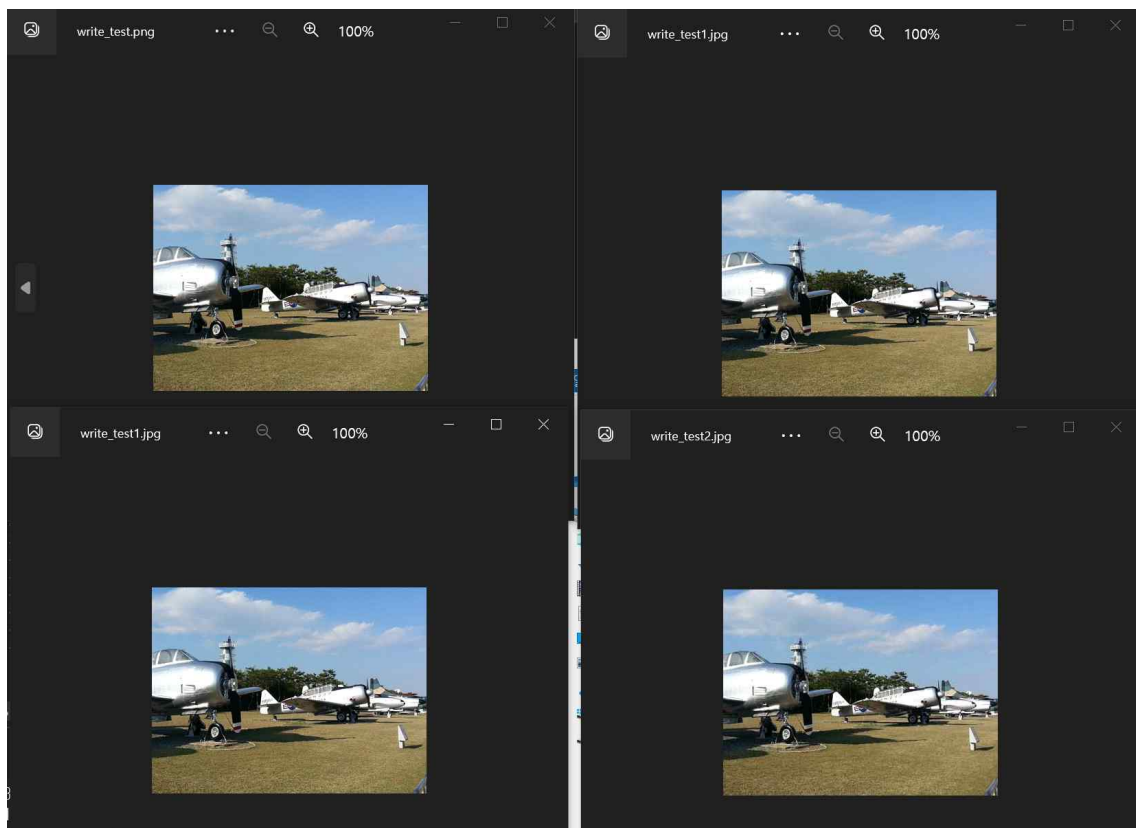 write_test.png ... 100%
write_test1.jpg ... 100%
write_test1.jpg ... 100%
write_test2.jpg ... 100%